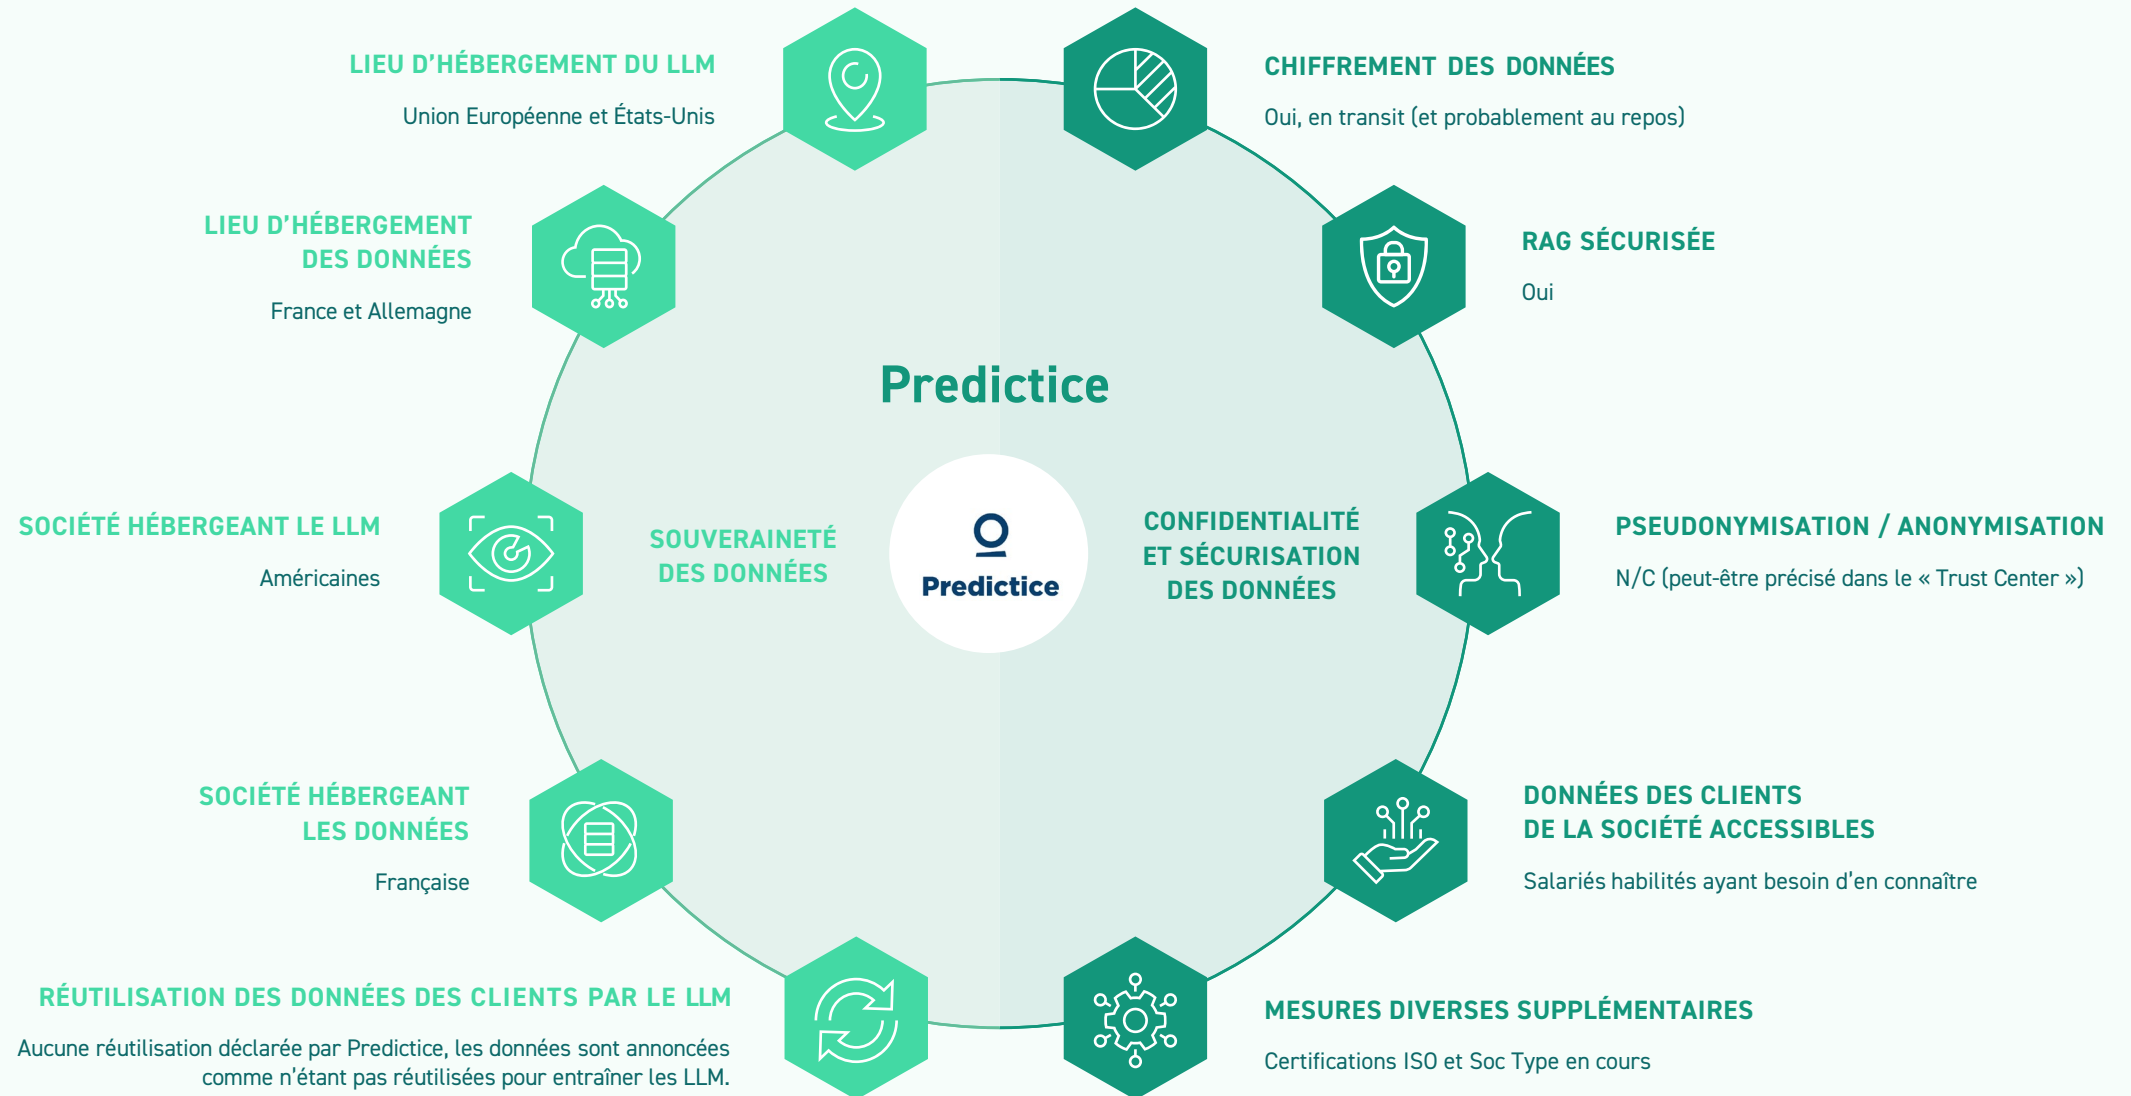 LIEU D’HÉBERGEMENT DU LLM
Union Européenne et États-Unis
LIEU D’HÉBERGEMENT
DES DONNÉES
France et Allemagne
SOCIÉTÉ HÉBERGEANT LE LLM
Américaines
SOCIÉTÉ HÉBERGEANT
LES DONNÉES
Française
RÉUTILISATION DES DONNÉES DES CLIENTS PAR LE LLM
Aucune réutilisation déclarée par Predictice, les données sont annoncées
comme n’étant pas réutilisées pour entraîner les LLM.
Predictice
SOUVERAINETÉ
DES DONNÉES
Predictice
CONFIDENTIALITÉ
ET SÉCURISATION
DES DONNÉES
CHIFFREMENT DES DONNÉES
Oui, en transit (et probablement au repos)
RAG SÉCURISÉE
Oui
PSEUDONYMISATION / ANONYMISATION
N/C (peut-être précisé dans le « Trust Center »)
DONNÉES DES CLIENTS
DE LA SOCIÉTÉ ACCESSIBLES
Salariés habilités ayant besoin d’en connaître
MESURES DIVERSES SUPPLÉMENTAIRES
Certifications ISO et Soc Type en cours